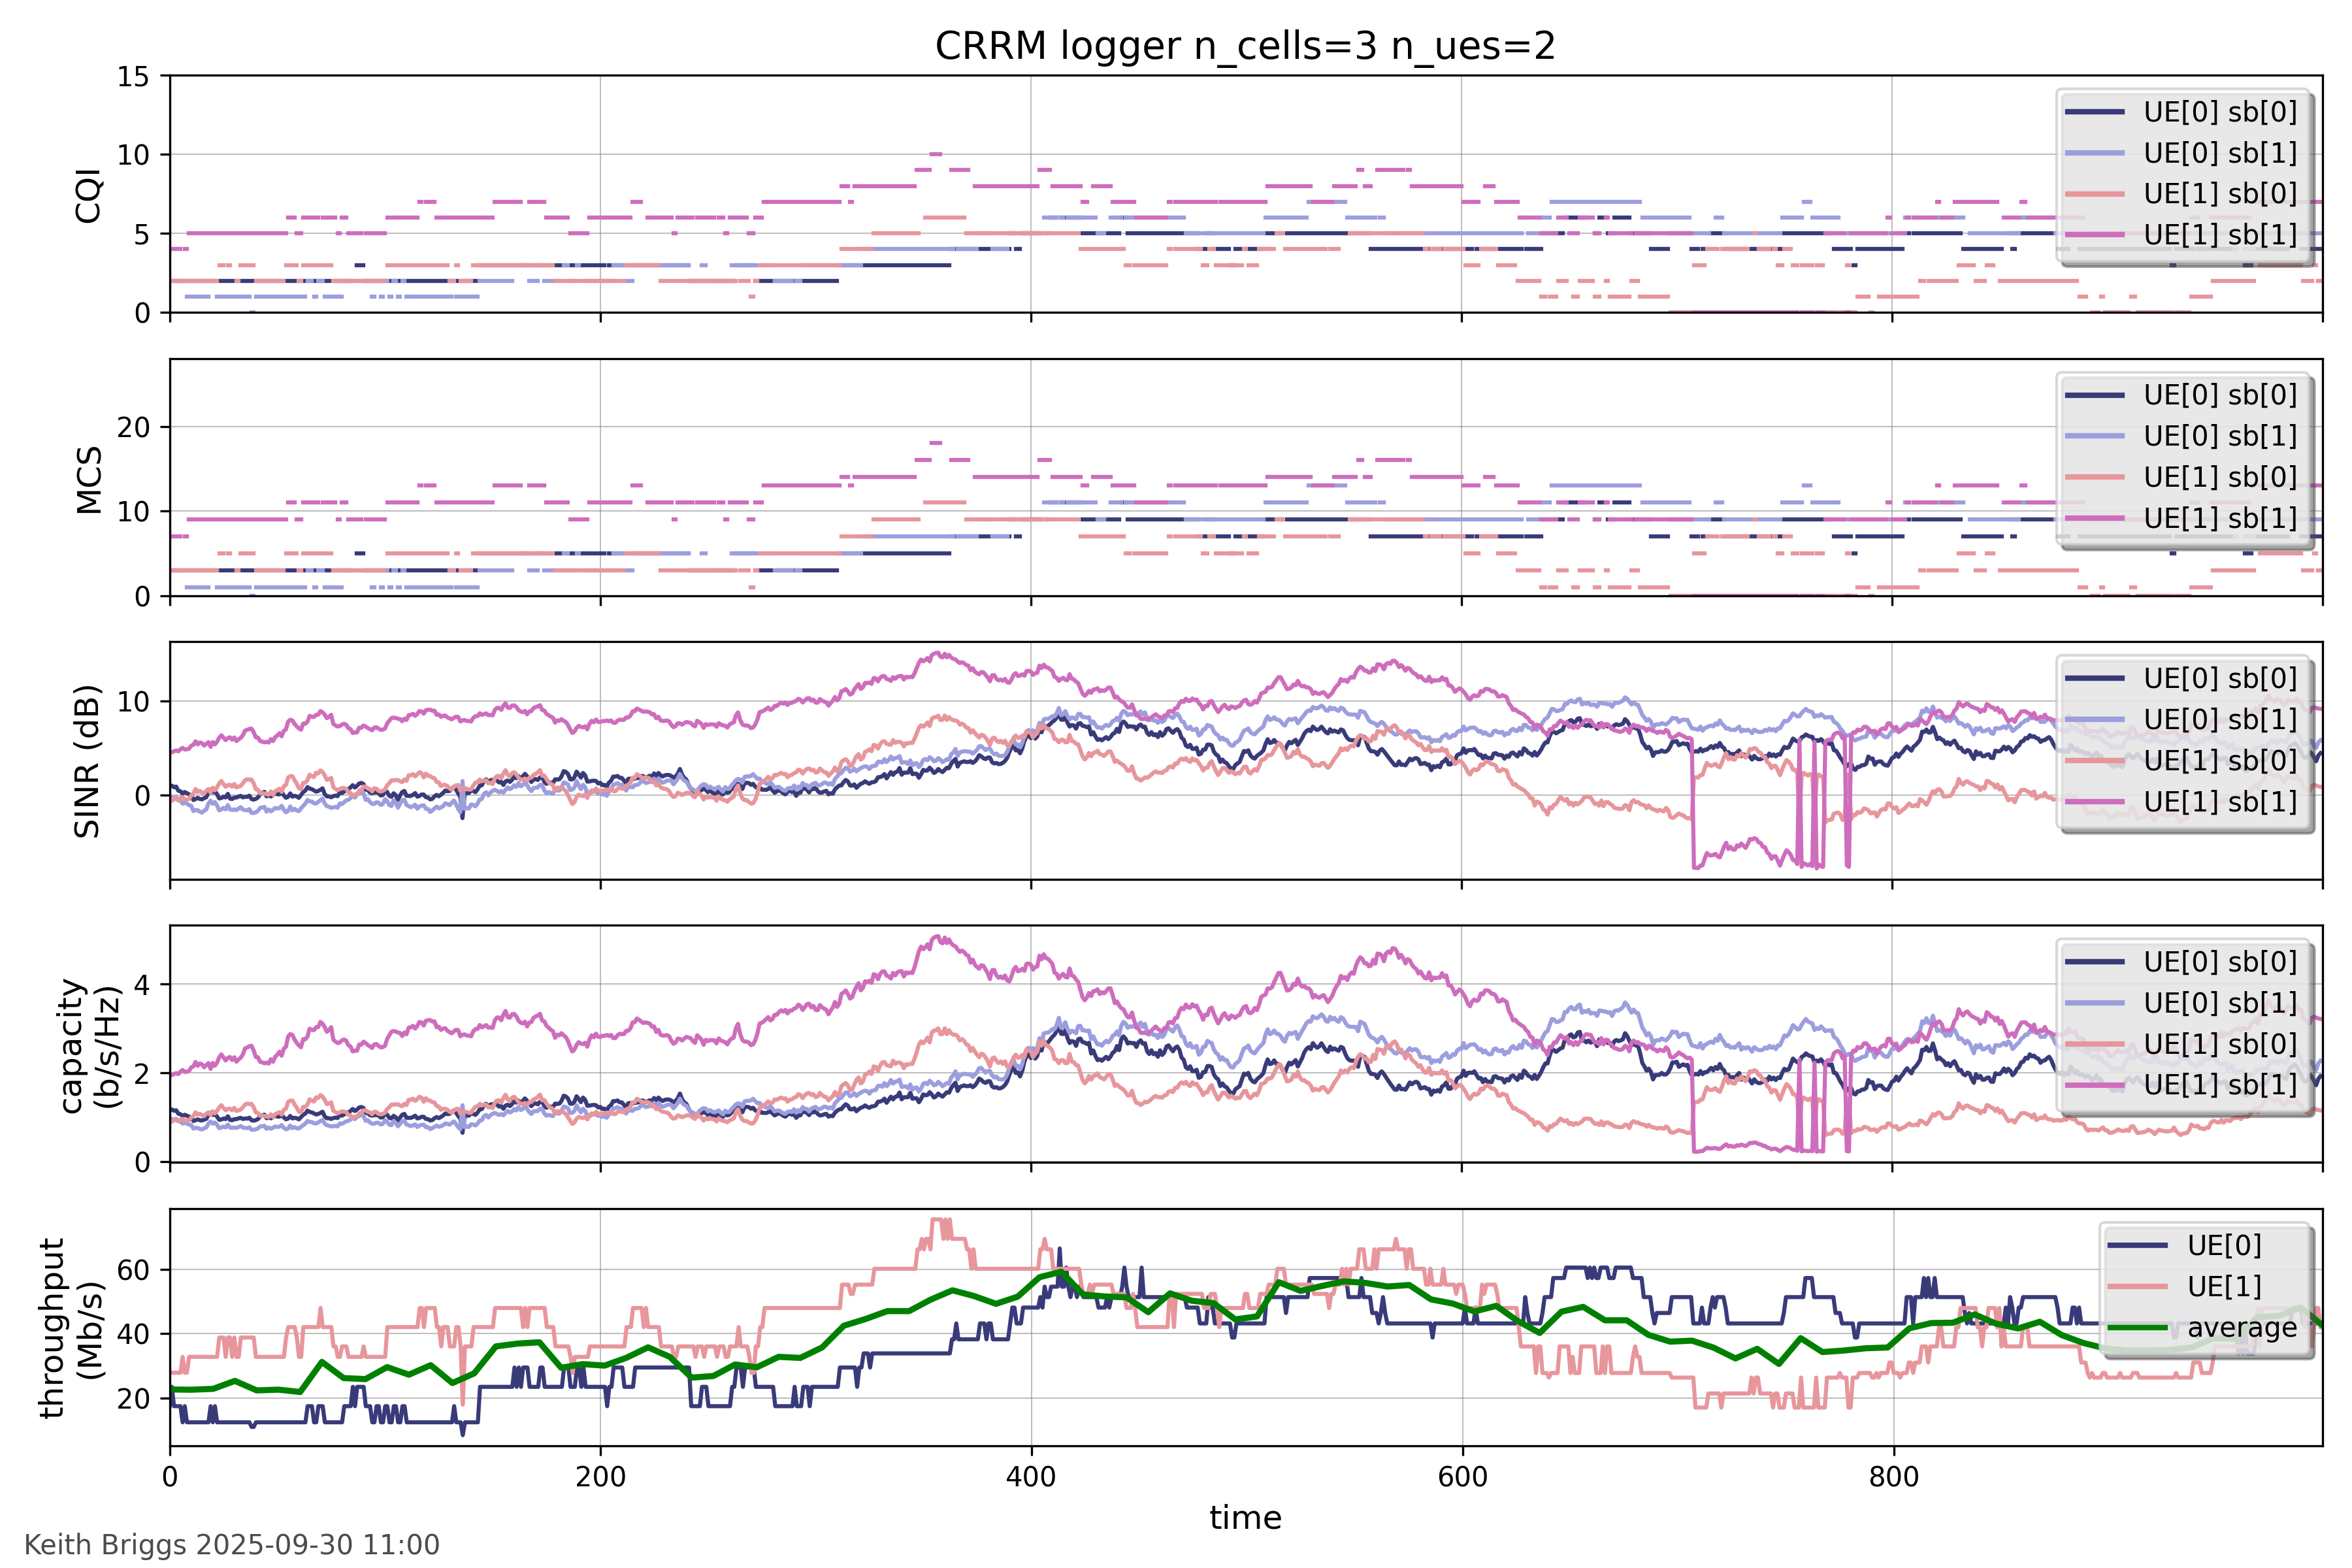 CRRM logger n_cells=3 n_ues=2
CQI
15
10
5
0
UE[0] sb[0]
UE[0] sb[1]
UE[1] sb[0]
UE[1] sb[1]
MCS
20
10
0
UE[0] sb[0]
UE[0] sb[1]
UE[1] sb[0]
UE[1] sb[1]
SINR (dB)
10
0
UE[0] sb[0]
UE[0] sb[1]
UE[1] sb[0]
UE[1] sb[1]
capacity
(b/s/Hz)
4
2
0
UE[0] sb[0]
UE[0] sb[1]
UE[1] sb[0]
UE[1] sb[1]
throughput
(Mb/s)
60
40
20
UE[0]
UE[1]
average
0 200 400 600 800
time
Keith Briggs 2025-09-30 11:00